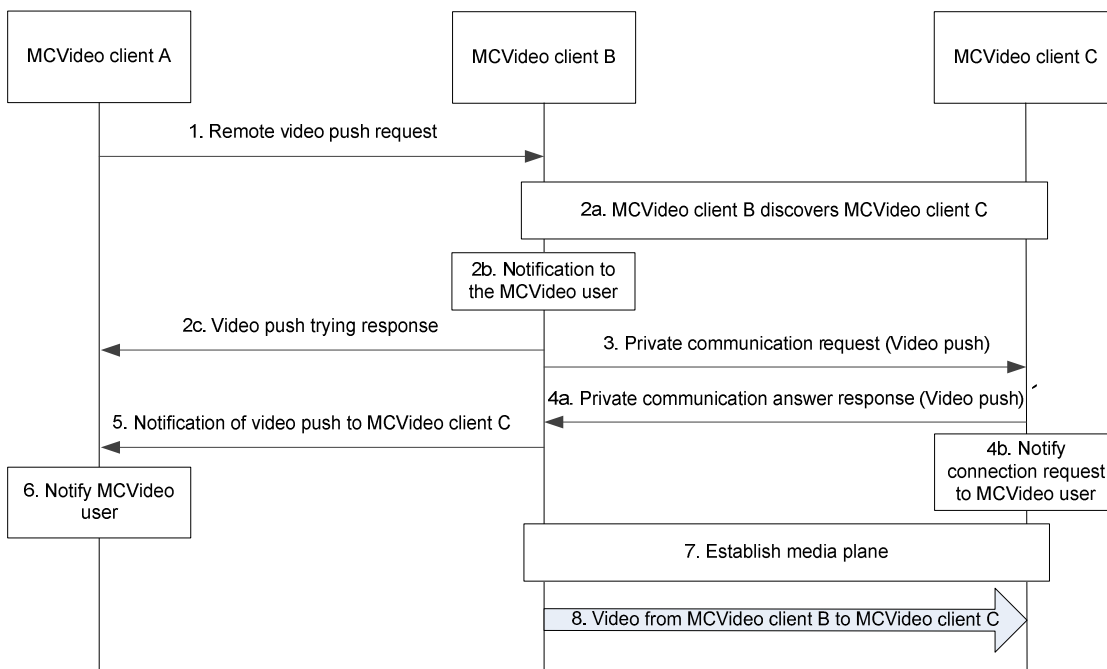 MCVideo client A
MCVideo client B
MCVideo client C
1. Remote video push request
2a. MCVideo client B discovers MCVideo client C
2b. Notification to
the MCVideo user
2c. Video push trying response
3. Private communication request (Video push)
4a. Private communication answer response (Video push)
5. Notification of video push to MCVideo client C
4b. Notify
connection request
to MCVideo user
6. Notify MCVideo
user
7. Establish media plane
8. Video from MCVideo client B to MCVideo client C